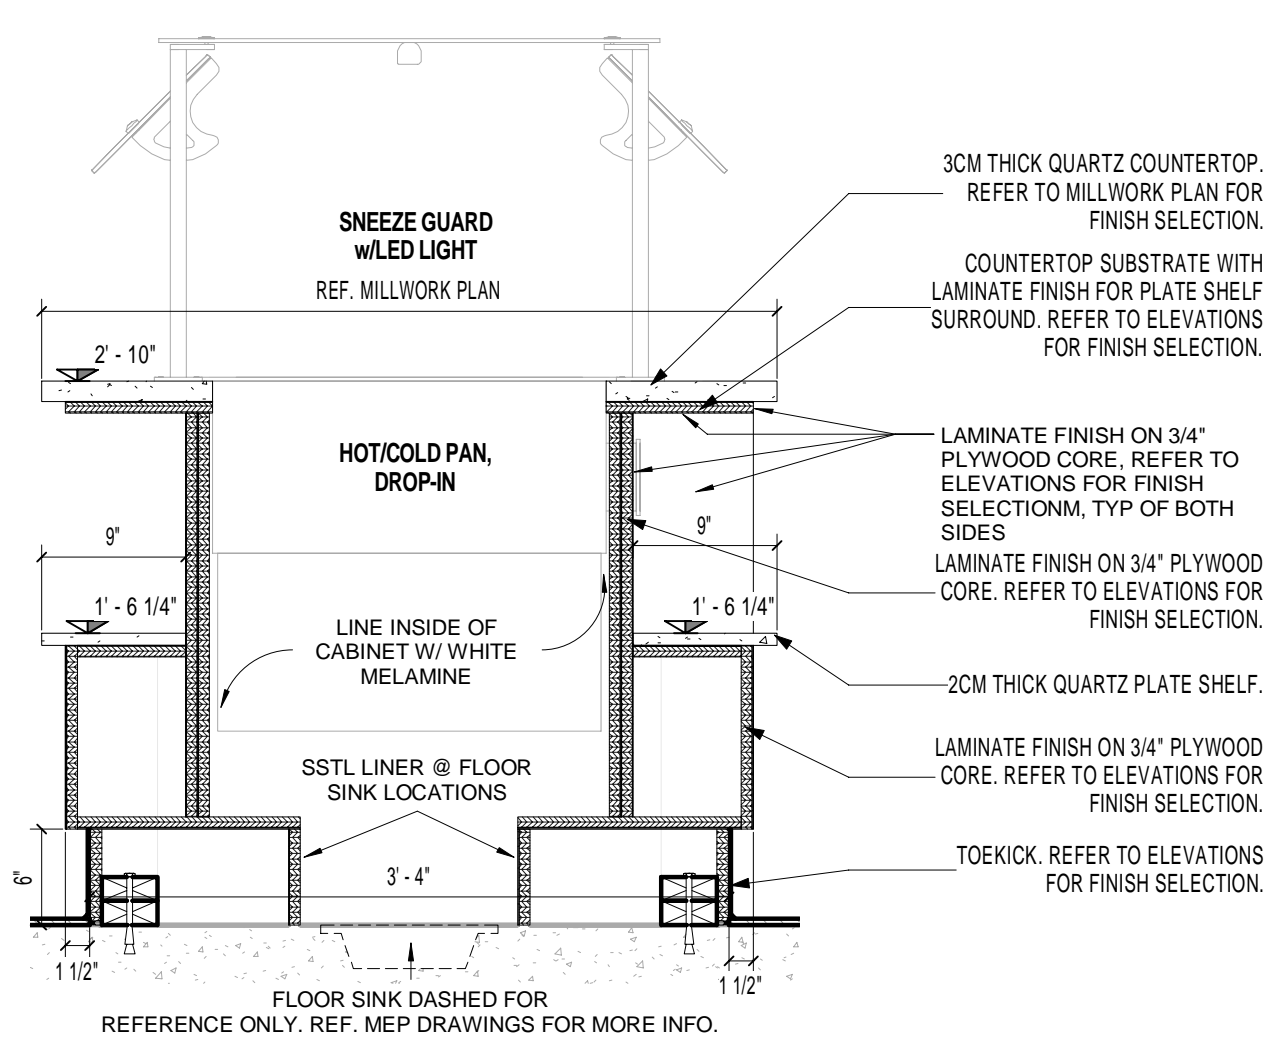 3CM THICK QUARTZ COUNTERTOP.
REFER TO MILLWORK PLAN FOR
FINISH SELECTION.
SNEEZE GUARD
w/LED LIGHT
REF. MILLWORK PLAN
COUNTERTOP SUBSTRATE WITH
LAMINATE FINISH FOR PLATE SHELF
SURROUND. REFER TO ELEVATIONS
FOR FINISH SELECTION.
2' - 10"
HOT/COLD PAN,
DROP-IN
LAMINATE FINISH ON 3/4"
PLYWOOD CORE, REFER TO
ELEVATIONS FOR FINISH
SELECTIONM, TYP OF BOTH
SIDES
9"
9"
LAMINATE FINISH ON 3/4" PLYWOOD
CORE. REFER TO ELEVATIONS FOR
FINISH SELECTION.
1' - 6 1/4"
1' - 6 1/4"
LINE INSIDE OF
CABINET W/ WHITE
MELAMINE
2CM THICK QUARTZ PLATE SHELF.
SSTL LINER @ FLOOR
SINK LOCATIONS
LAMINATE FINISH ON 3/4" PLYWOOD
CORE. REFER TO ELEVATIONS FOR
FINISH SELECTION.
6"
3' - 4"
TOEKICK. REFER TO ELEVATIONS
FOR FINISH SELECTION.
1 1/2"
1 1/2"
FLOOR SINK DASHED FOR
REFERENCE ONLY. REF. MEP DRAWINGS FOR MORE INFO.